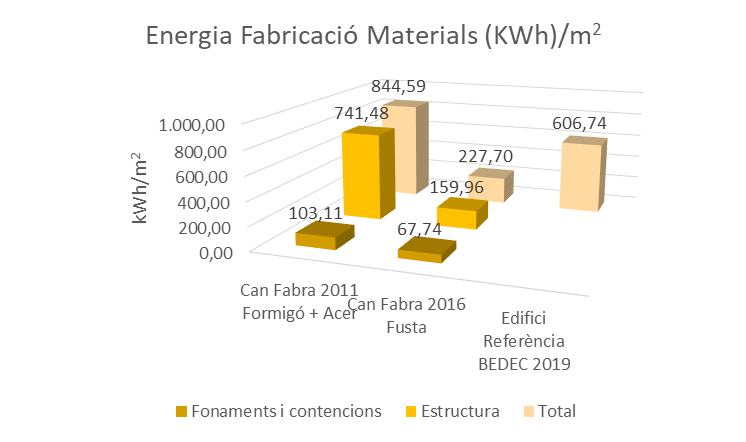 Energia Fabricació Materials (KWh)/m²
844,59
741,48
606,74
1.000,00
800,00
227,70
600,00
159,96
400,00
103,11
67,74
200,00
0,00
kWh/m²
Can Fabra 2011
Formigó + Acer
Can Fabra 2016
Fusta
Edifici
Referència
BEDEC 2019
Fonaments i contencions
Estructura
Total